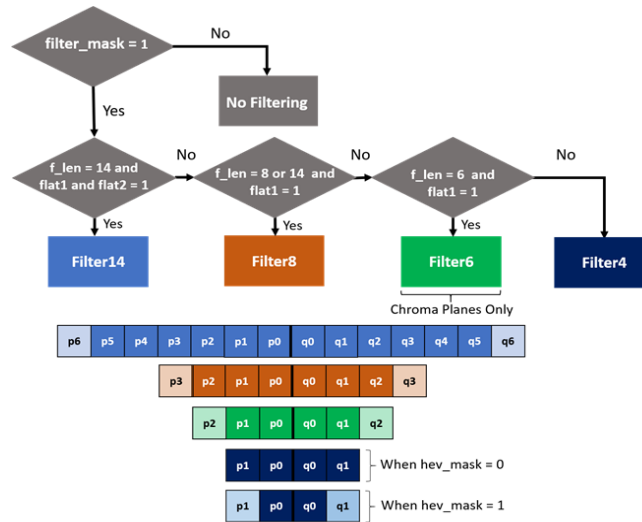 filter_mask = 1
No
No Filtering
Yes
f_len = 14 and
flat1 and flat2 = 1
No
f_len = 8 or 14 and
flat1 = 1
No
f_len = 6 and
flat1 = 1
No
Yes
Yes
Yes
Filter14
Filter8
Filter6
Filter4
Chroma Planes Only
p6 p5 p4 p3 p2 p1 p0 q0 q1 q2 q3 q4 q5 q6
p3 p2 p1 p0 q0 q1 q2 q3
p2 p1 p0 q0 q1 q2
p1 p0 q0 q1 When hev_mask = 0
p1 p0 q0 q1 When hev_mask = 1